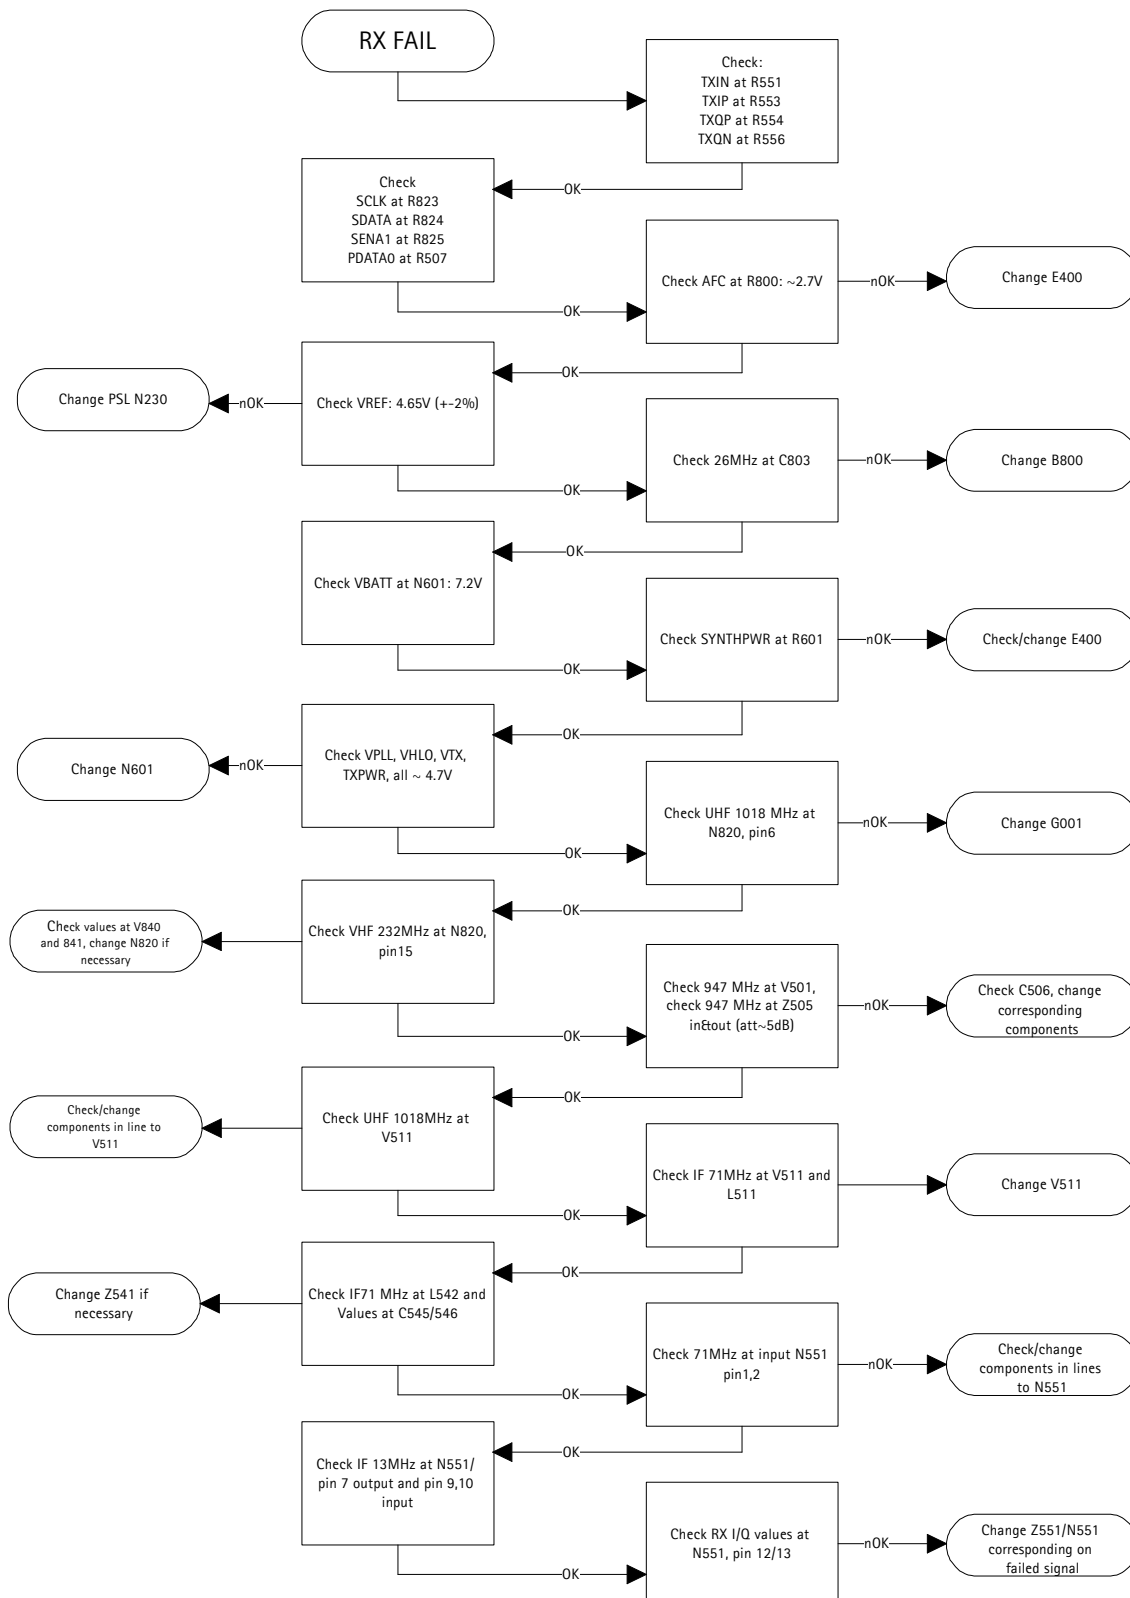 RX FAIL
Check:
TXIN at R551
TXIP at R553
TXQP at R554
TXQN at R556
OK
Check
SCLK at R823
SDATA at R824
SENA1 at R825
PDATA0 at R507
OK
Check AFC at R800: ~2.7V
nOK
Change E400
OK
Check VREF: 4.65V (+-2%)
nOK
Change PSL N230
OK
Check 26MHz at C803
nOK
Change B800
OK
Check VBATT at N601: 7.2V
OK
Check SYNTHPWR at R601
nOK
Check/change E400
OK
Check VPLL, VHLO, VTX,
TXPWR, all ~ 4.7V
nOK
Change N601
OK
Check UHF 1018 MHz at
N820, pin6
nOK
Change G001
OK
Check VHF 232MHz at N820,
pin15
Check values at V840
and 841, change N820 if
necessary
OK
Check 947 MHz at V501,
check 947 MHz at Z505
in&tout (att~5dB)
nOK
Check C506, change
corresponding
components
OK
Check UHF 1018MHz at
V511
Check/change
components in line to
V511
OK
Check IF 71MHz at V511 and
L511
Change V511
OK
Check IF71 MHz at L542 and
Values at C545/546
Change Z541 if
necessary
OK
Check 71MHz at input N551
pin1,2
nOK
Check/change
components in lines
to N551
OK
Check IF 13MHz at N551/
pin 7 output and pin 9,10
input
OK
Check RX I/Q values at
N551, pin 12/13
nOK
Change Z551/N551
corresponding on
failed signal